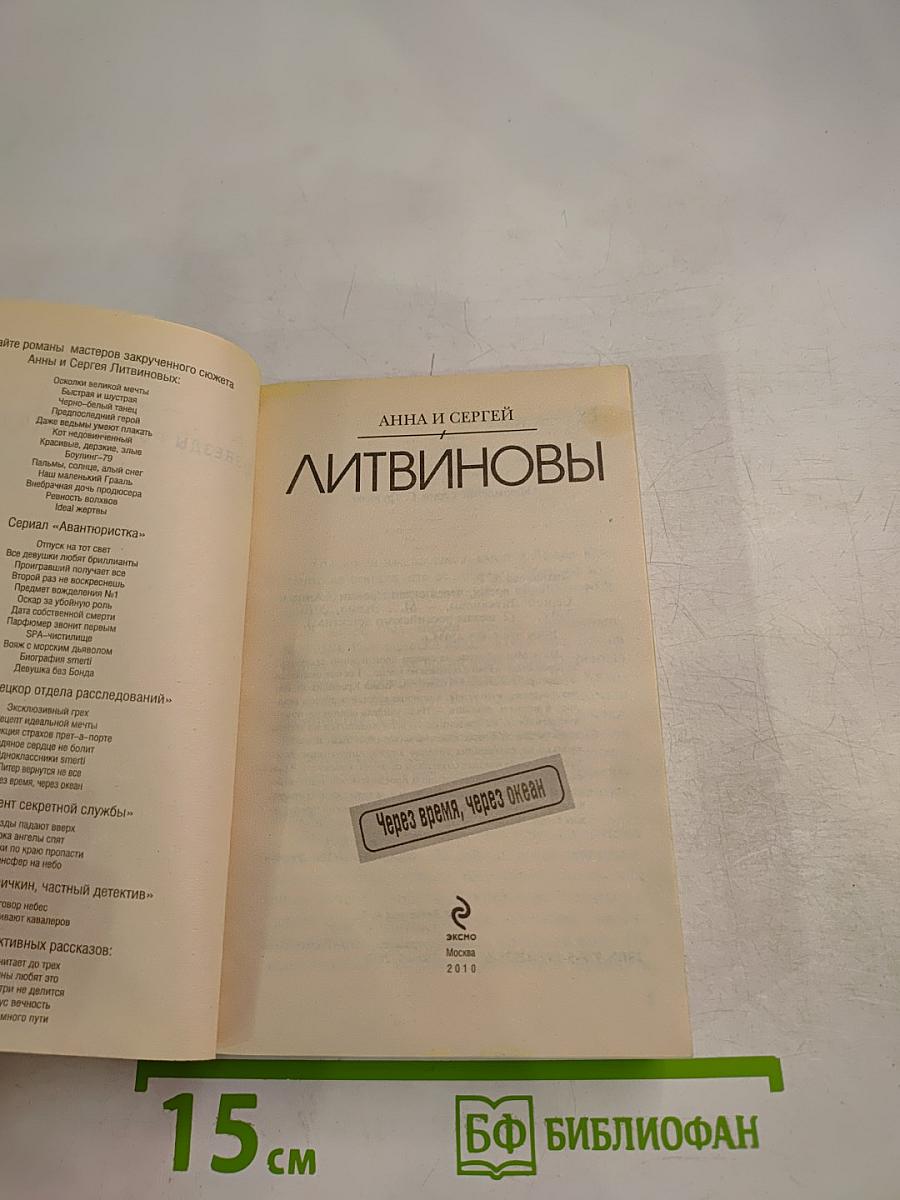 айте романы мастеров закрученного сюжета
Анны и Сергея Литвиновых:
Осколки великой мечты
Быстрая и шустрая
Черно-белый танец
Предпоследний герой
Даже ведьмы умеют плакать
Кот недовинченный
Красивые, дерзкие, злые
Боулинг-79
Пальмы, солнце, алый снег
Наш маленький Грааль
Внебрачная дочь продюсера
Ревность волхвов
Ideal жертвы
Сериал «Авантюристка»
Отпуск на тот свет
Все девушки любят бриллианты
Проигравший получает все
Второй раз не воскреснешь
Предмет вожделения №1
Оскар за убойную роль
Дата собственной смерти
Парфюмер звонит первым
SPA-чистилище
Вояж с морским дьяволом
Биография smerti
Девушка без Бонда
ецкор отдела расследований»
Эксклюзивный грех
ецепт идеальной мечты
кция страхов прет-а-порте
дяное сердце не болит
дноклассники smerti
Питер вернутся не все
ез время, через океан
ент секретной службы»
зды падают вверх
ока ангелы спят
ки по краю пропасти
нсфер на небо
ичкин, частный детектив»
говор небес
ивают кавалеров
ктивных рассказов:
читает до трех
ны любят это
три не делится
ус вечность
много пути
АННА И СЕРГЕЙ
ЛИТВИНОВЫ
Через время, через океан
ЭКСМО
Москва
2010
15 см
БФ БИБЛИОФАН